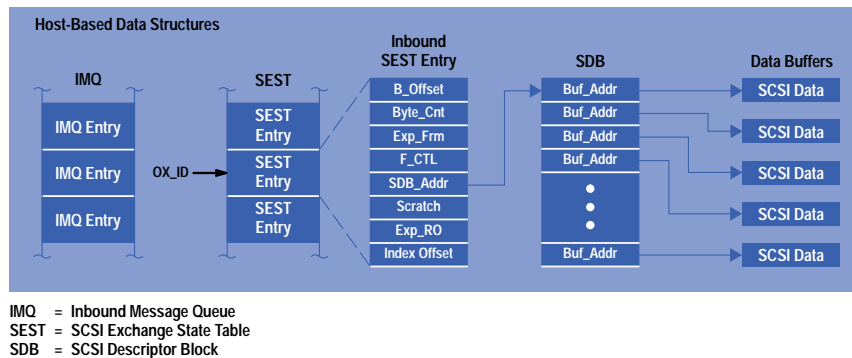 Host-Based Data Structures
IMQ
IMQ Entry
IMQ Entry
IMQ Entry
OX_ID
SEST
SEST
Entry
SEST
Entry
SEST
Entry
Inbound
SEST Entry
B_Offset
Byte_Cnt
Exp_Frm
F_CTL
SDB_Addr
Scratch
Exp_RO
Index Offset
SDB
Buf_Addr
Buf_Addr
Buf_Addr
Buf_Addr
Buf_Addr
Data Buffers
SCSI Data
SCSI Data
SCSI Data
SCSI Data
SCSI Data
IMQ = Inbound Message Queue
SEST = SCSI Exchange State Table
SDB = SCSI Descriptor Block